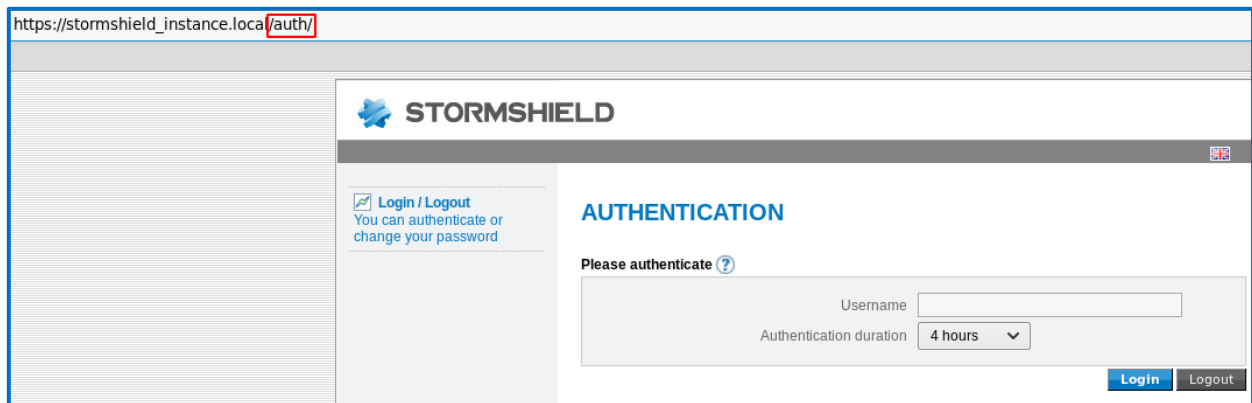 https://stormshield_instance.local/auth/
STORMSHIELD
Login / Logout
You can authenticate or
change your password
AUTHENTICATION
Please authenticate ?
Username
Authentication duration 4 hours
Login Logout